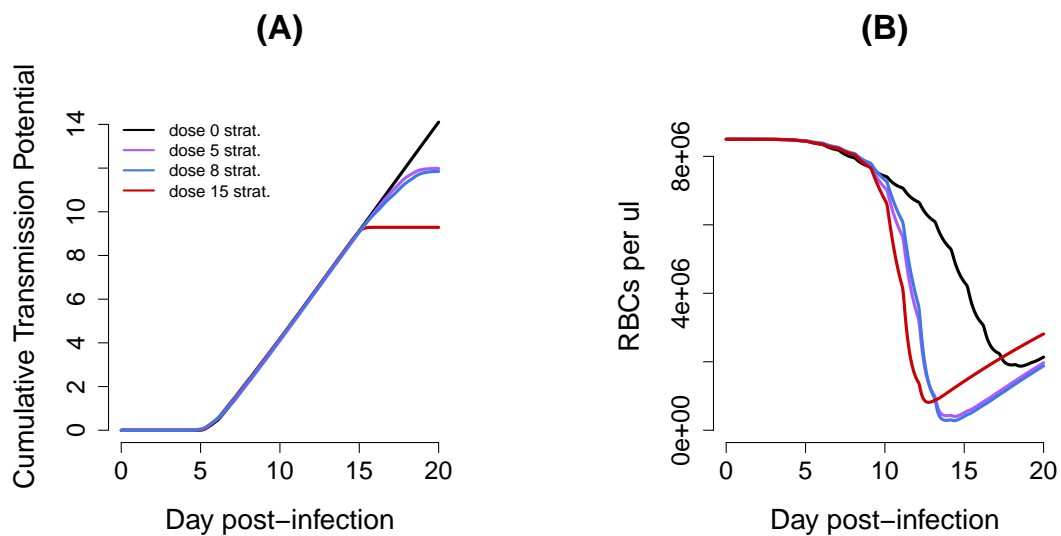 (A)
Cumulative Transmission Potential
14
9
8
6
4
2
0
dose 0 strat.
dose 5 strat.
dose 8 strat.
dose 15 strat.
0 5 10 15 20
Day post−infection
(B)
RBCs per ul
8e+06
4e+06
0e+00
0 5 10 15 20
Day post−infection